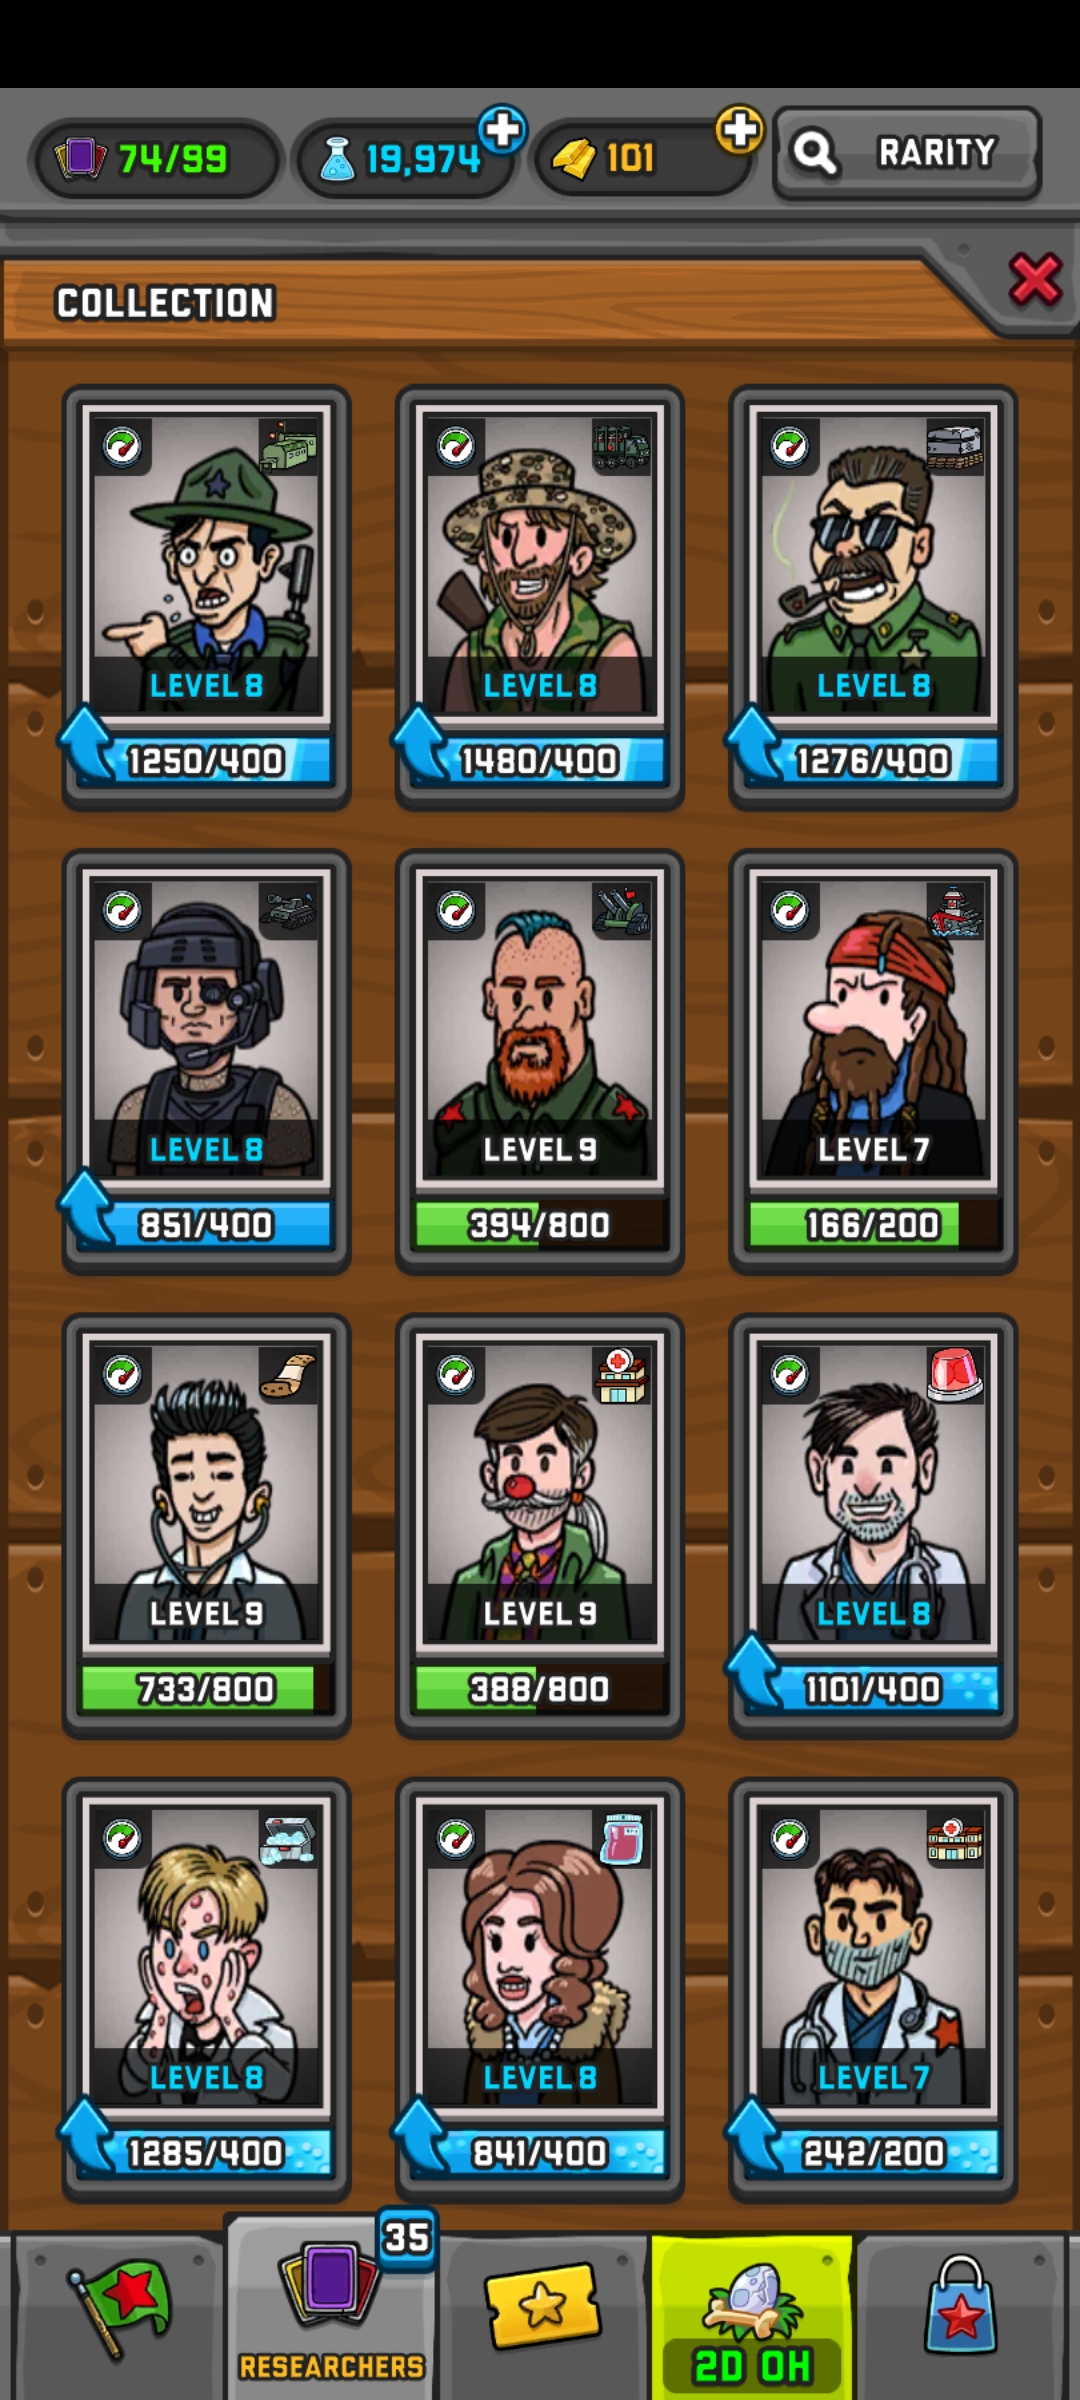 74/99
19,974
101
RARITY
COLLECTION
LEVEL 8
LEVEL 8
LEVEL 8
1250/400
1480/400
1276/400
LEVEL 8
LEVEL 9
LEVEL 7
851/400
394/800
166/200
LEVEL 9
LEVEL 9
LEVEL 8
733/800
388/800
1101/400
LEVEL 8
LEVEL 8
LEVEL 7
1285/400
841/400
242/200
35
RESEARCHERS
2D 0H